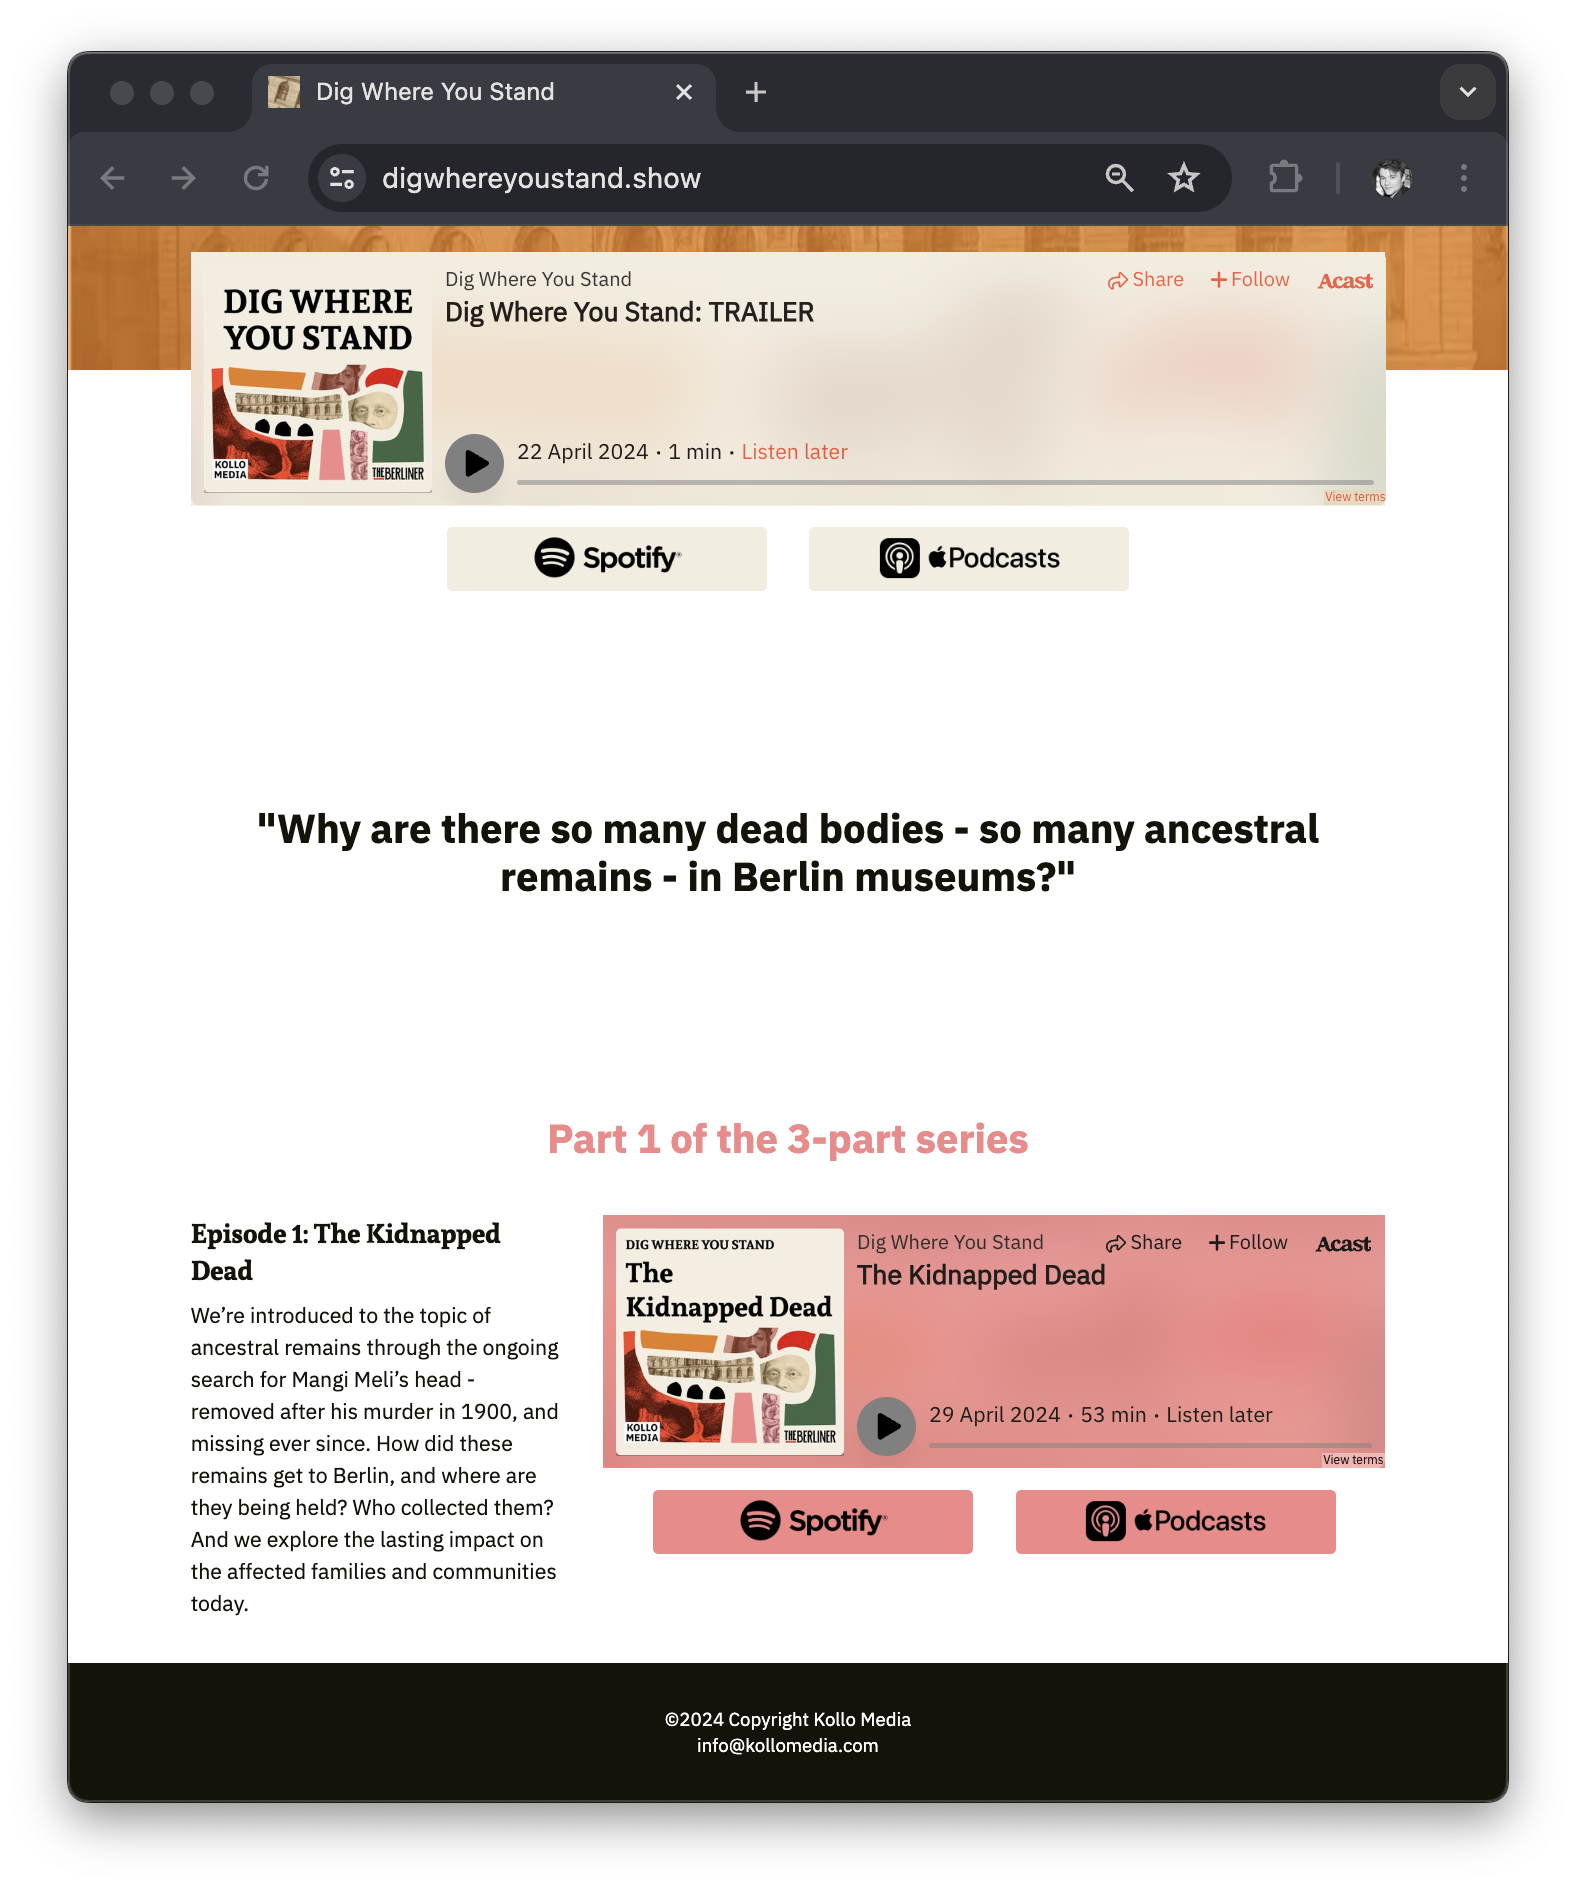 Dig Where You Stand
digwhereyoustand.show
DIG WHERE
YOU STAND
KOLLO
MEDIA
THE BERLINER
Dig Where You Stand
Share
Follow
Acast
Dig Where You Stand: TRAILER
22 April 2024 · 1 min · Listen later
View terms
Spotify
Podcasts
"Why are there so many dead bodies - so many ancestral
remains - in Berlin museums?"
Part 1 of the 3-part series
Episode 1: The Kidnapped
Dead
We’re introduced to the topic of
ancestral remains through the ongoing
search for Mangi Meli’s head -
removed after his murder in 1900, and
missing ever since. How did these
remains get to Berlin, and where are
they being held? Who collected them?
And we explore the lasting impact on
the affected families and communities
today.
DIG WHERE YOU STAND
The
Kidnapped Dead
KOLLO
MEDIA
THE BERLINER
Dig Where You Stand
Share
Follow
Acast
The Kidnapped Dead
29 April 2024 · 53 min · Listen later
View terms
Spotify
Podcasts
©2024 Copyright Kollo Media
info@kollomedia.com